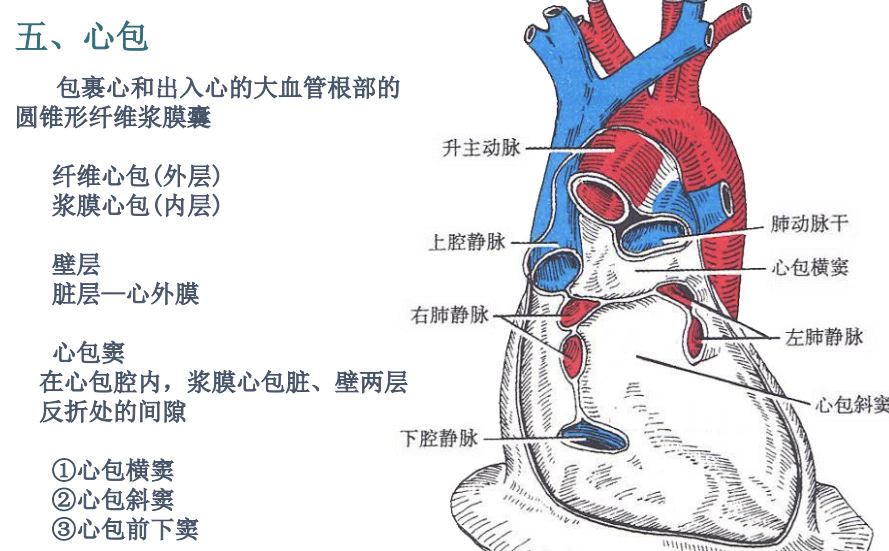 五、心包
包裹心和出入心的大血管根部的
圆锥形纤维浆膜囊
纤维心包(外层)
浆膜心包(内层)
壁层
脏层—心外膜
心包窦
在心包腔内，浆膜心包脏、壁两层
反折处的间隙
①心包横窦
②心包斜窦
③心包前下窦
升主动脉
肺动脉干
上腔静脉
心包横窦
右肺静脉
左肺静脉
心包斜窦
下腔静脉